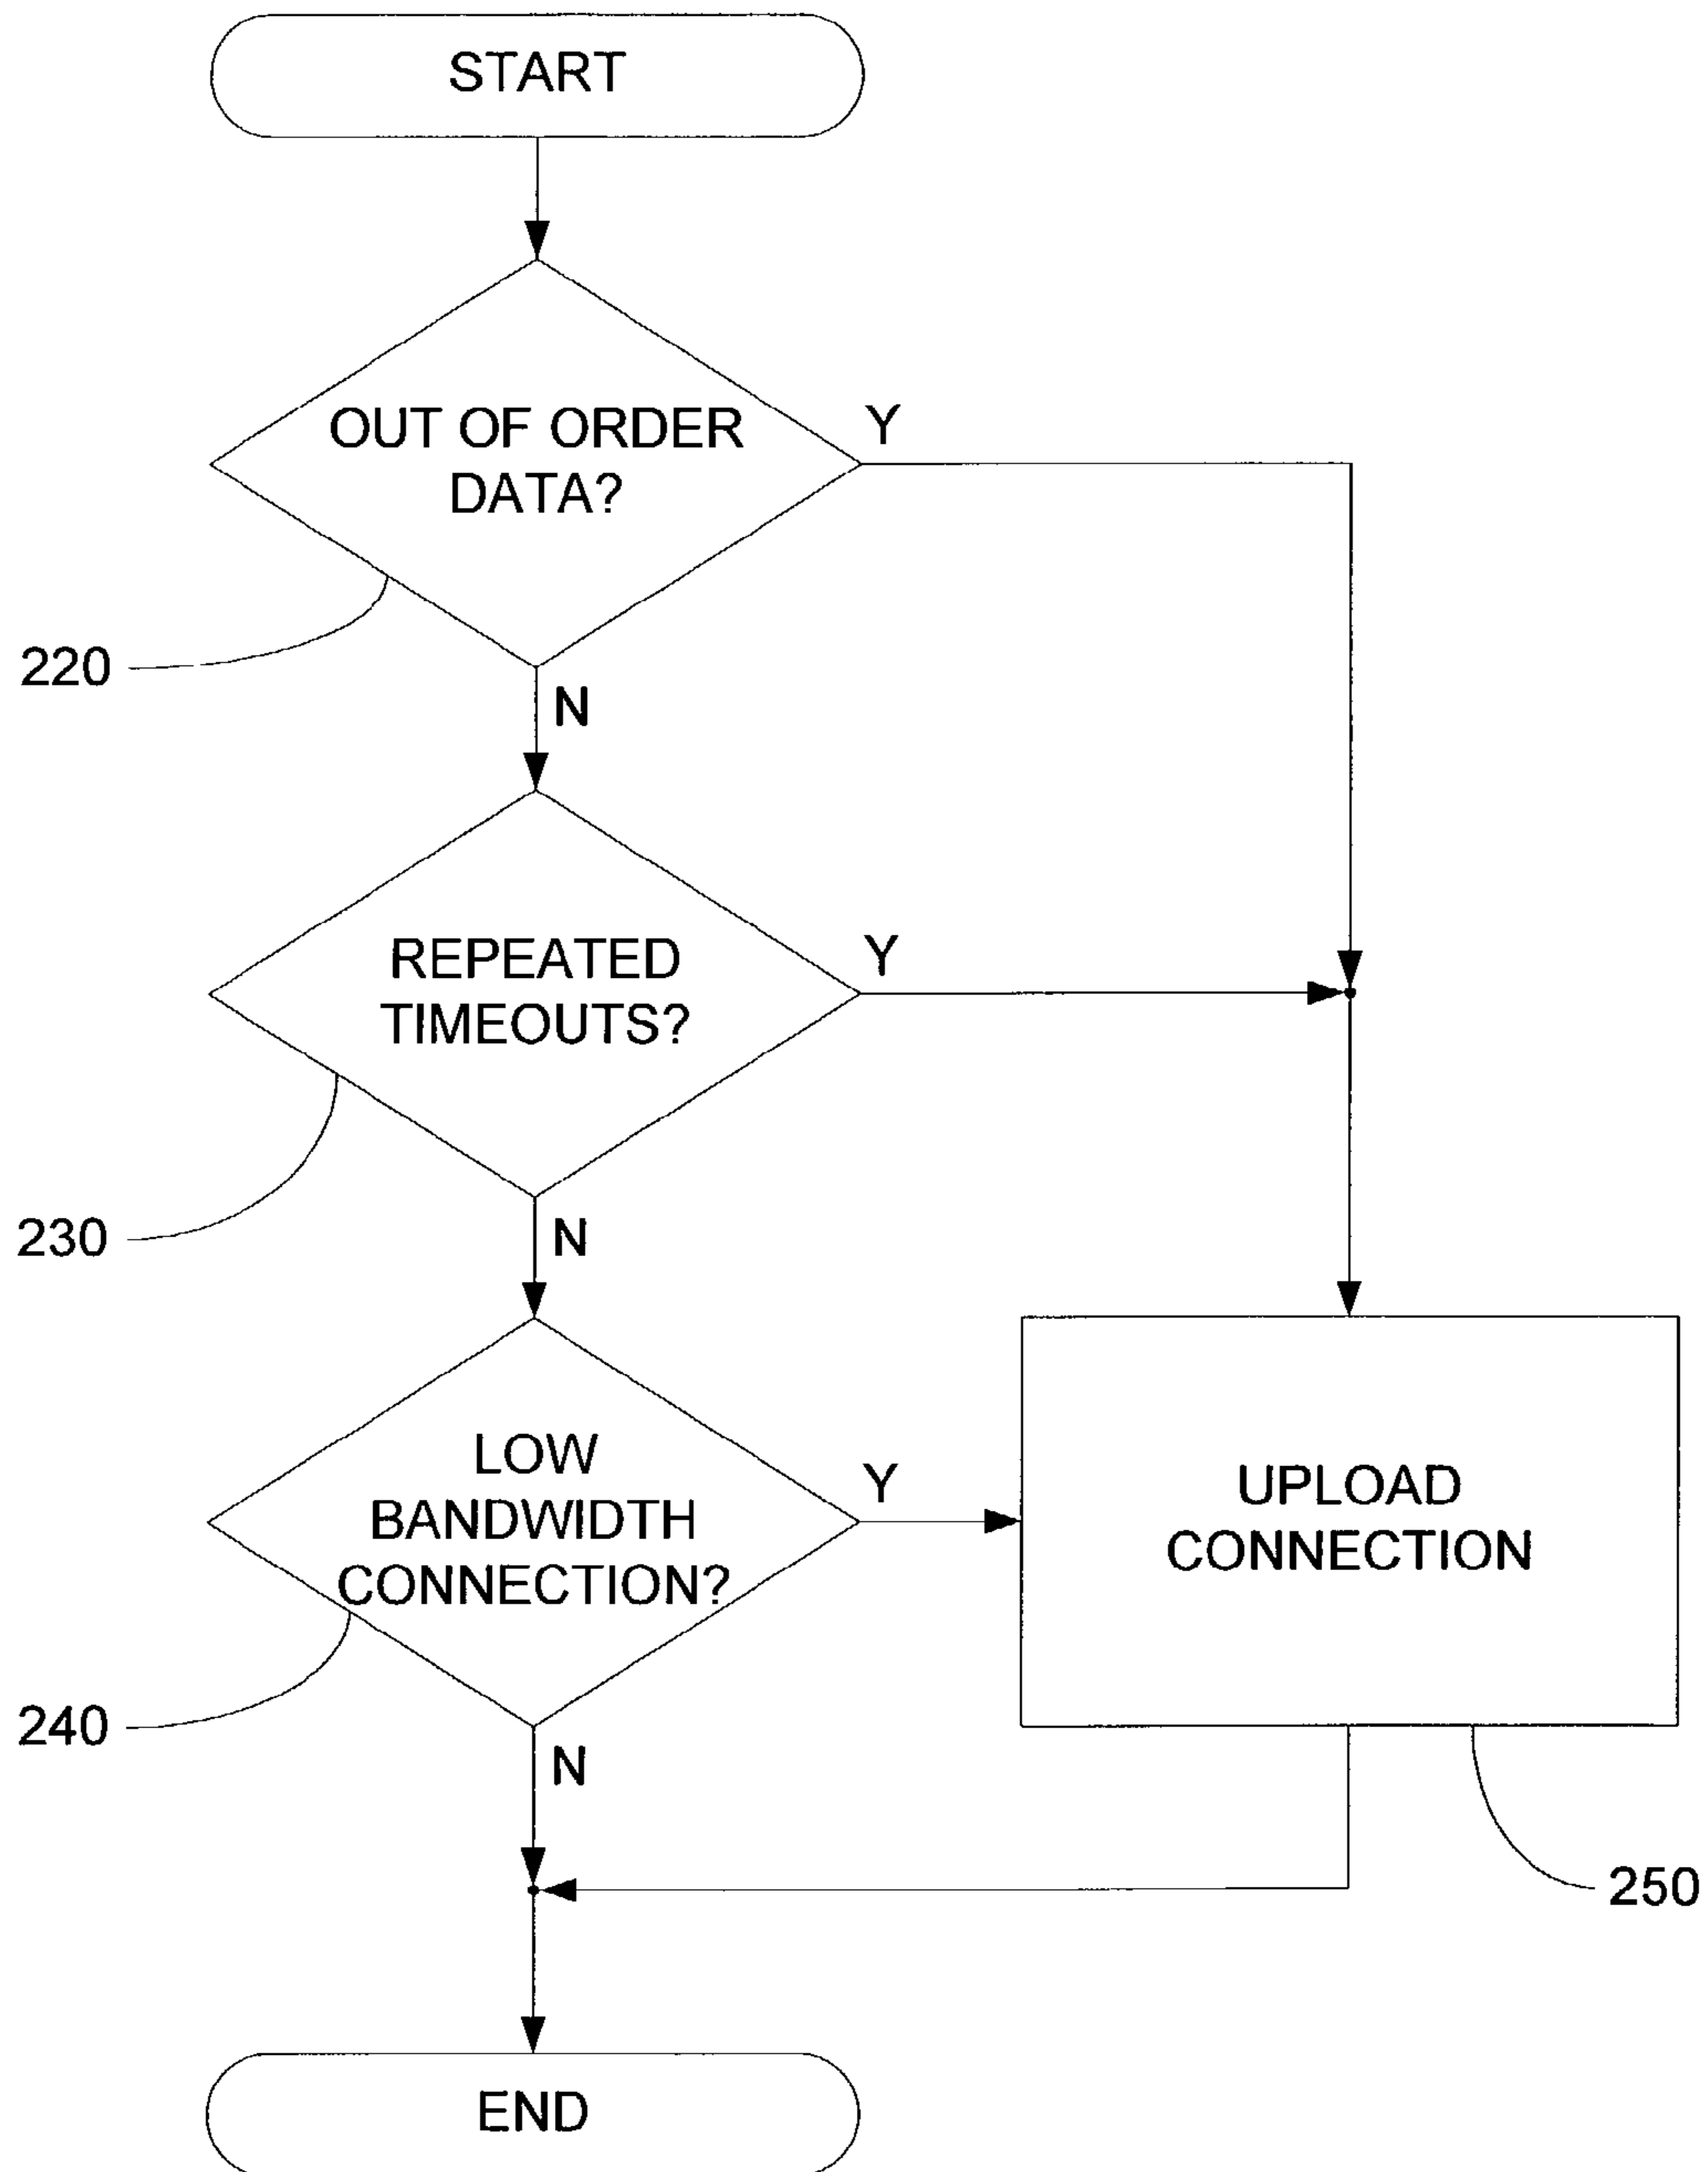 START
OUT OF ORDER
DATA?
Y
220
N
REPEATED
TIMEOUTS?
Y
230
N
LOW
BANDWIDTH
CONNECTION?
Y
UPLOAD
CONNECTION
240
N
250
END